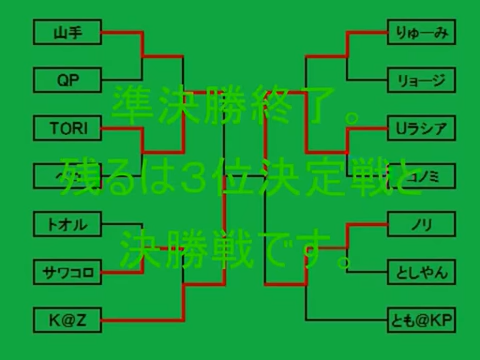 山手
りゅーみ
QP
リョージ
準決勝終了。
TORI
Uラシア
残るは3位決定戦と
トオル
ノリ
決勝戦です。
サワコロ
としやん
K@Z
とも@KP